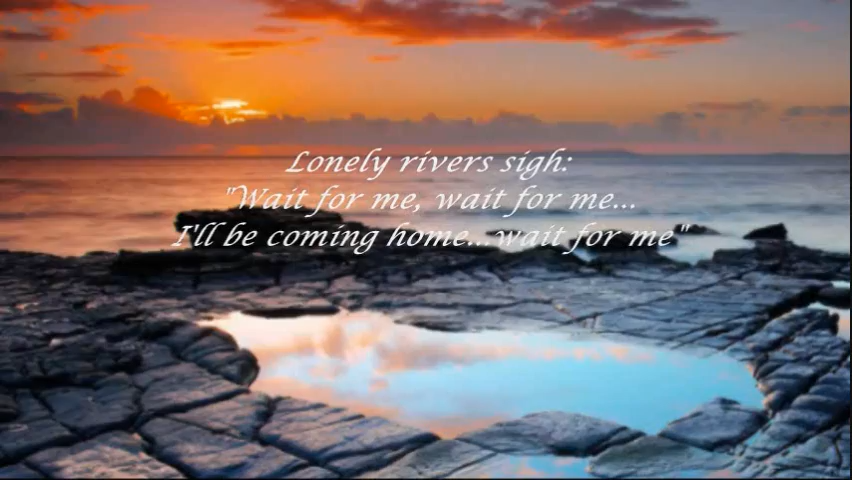 Lonely rivers sigh:
"Wait for me, wait for me...
I'll be coming home...wait for me"